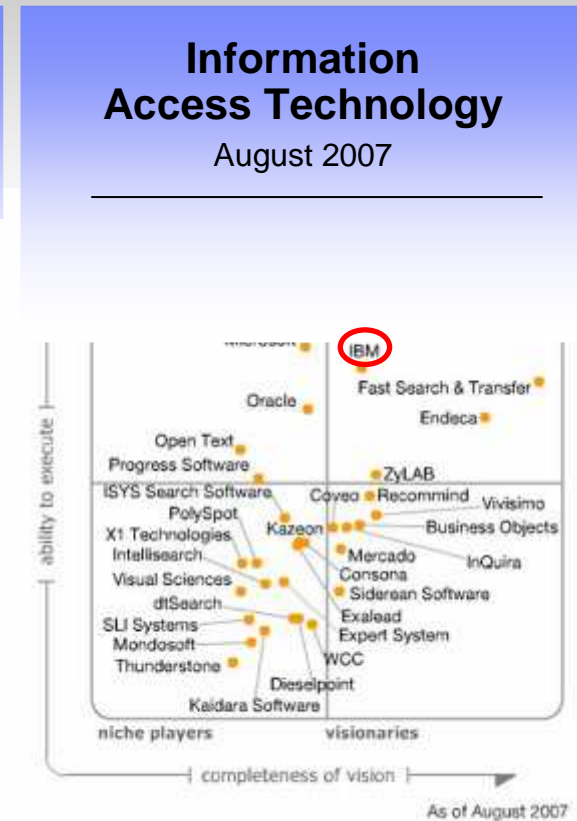 Information
Access Technology
August 2007
IBM
Fast Search & Transfer
Oracle
Endeca
Open Text
Progress Software
ZyLAB
ISYS Search Software
Coveo
Recommind
Vivisimo
PolySpot
Kazeon
Business Objects
X1 Technologies
Intellisearch
Mercado
InQuira
Visual Sciences
Consona
Siderean Software
dtSearch
Exalead
SLI Systems
Expert System
Mondosoft
WCC
Thunderstone
Dieselpoint
Kaidara Software
ability to execute
niche players
visionaries
completeness of vision
As of August 2007